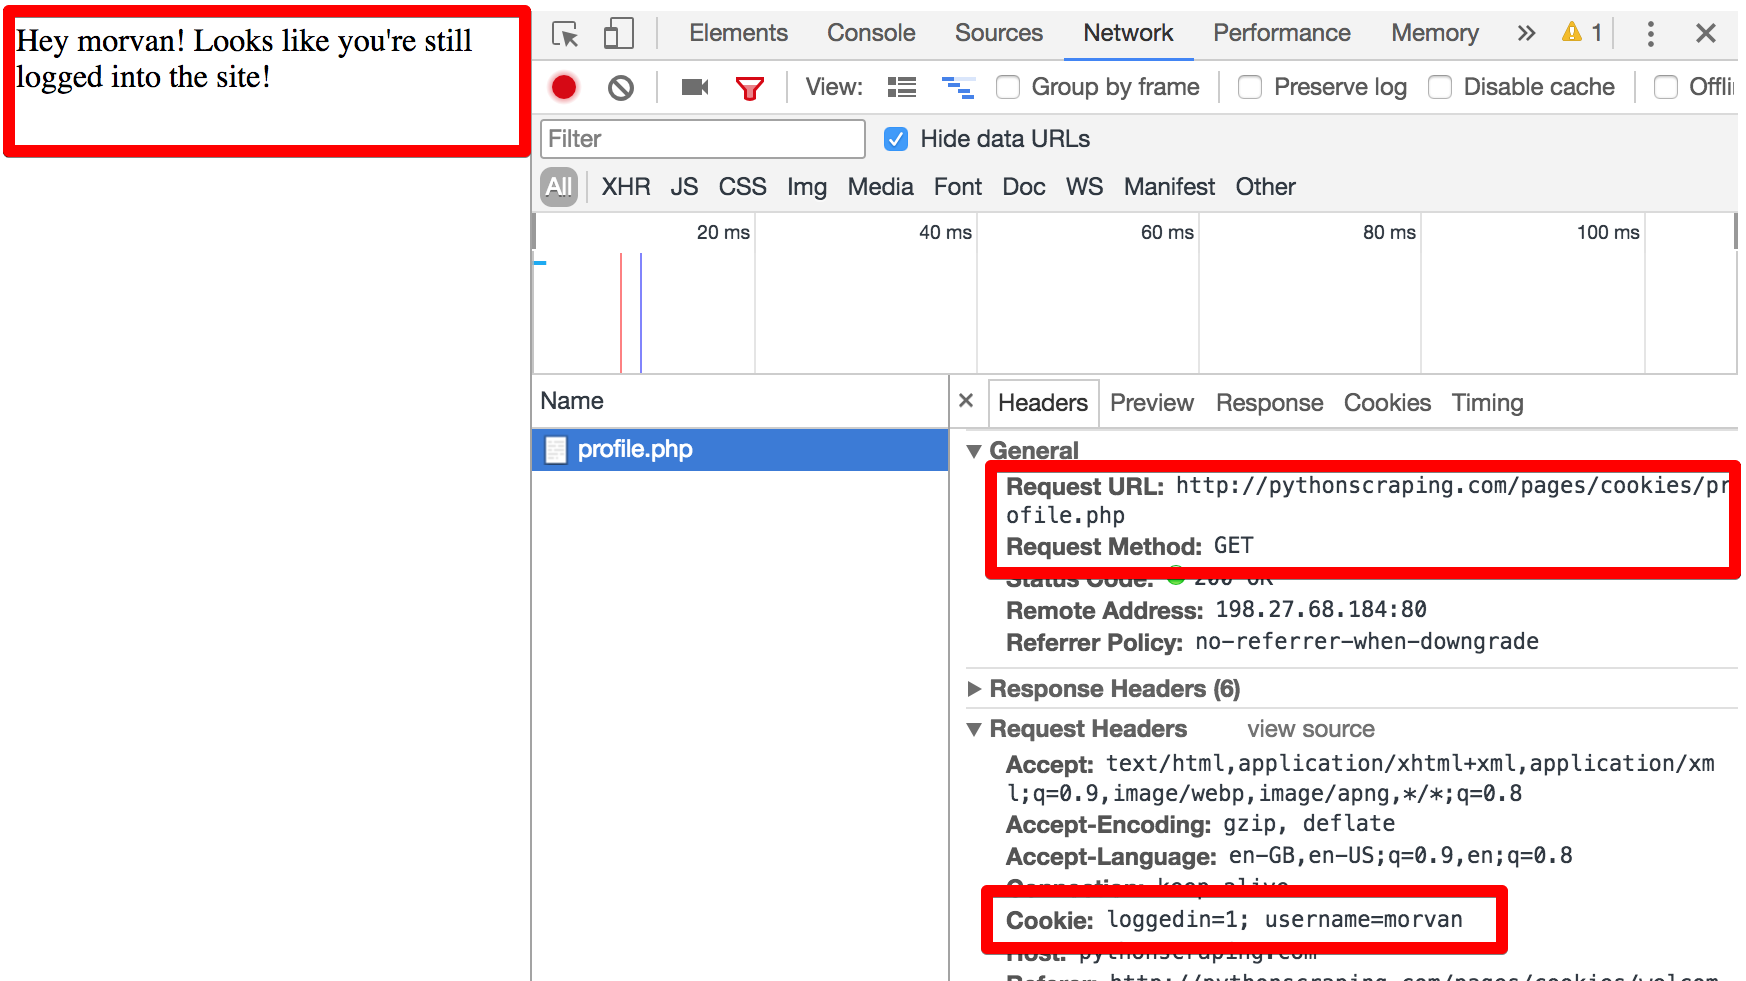 Hey morvan! Looks like you're still
logged into the site!
Elements Console Sources Network Performance Memory » 1
View: Group by frame Preserve log Disable cache Offli
Filter Hide data URLs
All XHR JS CSS Img Media Font Doc WS Manifest Other
20 ms 40 ms 60 ms 80 ms 100 ms
Name
profile.php
× Headers Preview Response Cookies Timing
▼ General
Request URL: http://pythonscraping.com/pages/cookies/pr
ofile.php
Request Method: GET
Status Code: 200 OK
Remote Address: 198.27.68.184:80
Referrer Policy: no-referrer-when-downgrade
▶ Response Headers (6)
▼ Request Headers view source
Accept: text/html,application/xhtml+xml,application/xm
l;q=0.9,image/webp,image/apng,*/*;q=0.8
Accept-Encoding: gzip, deflate
Accept-Language: en-GB,en-US;q=0.9,en;q=0.8
Connection: keep-alive
Cookie: loggedin=1; username=morvan
Host: pythonscraping.com
Referer: http://pythonscraping.com/pages/cookies/welcom